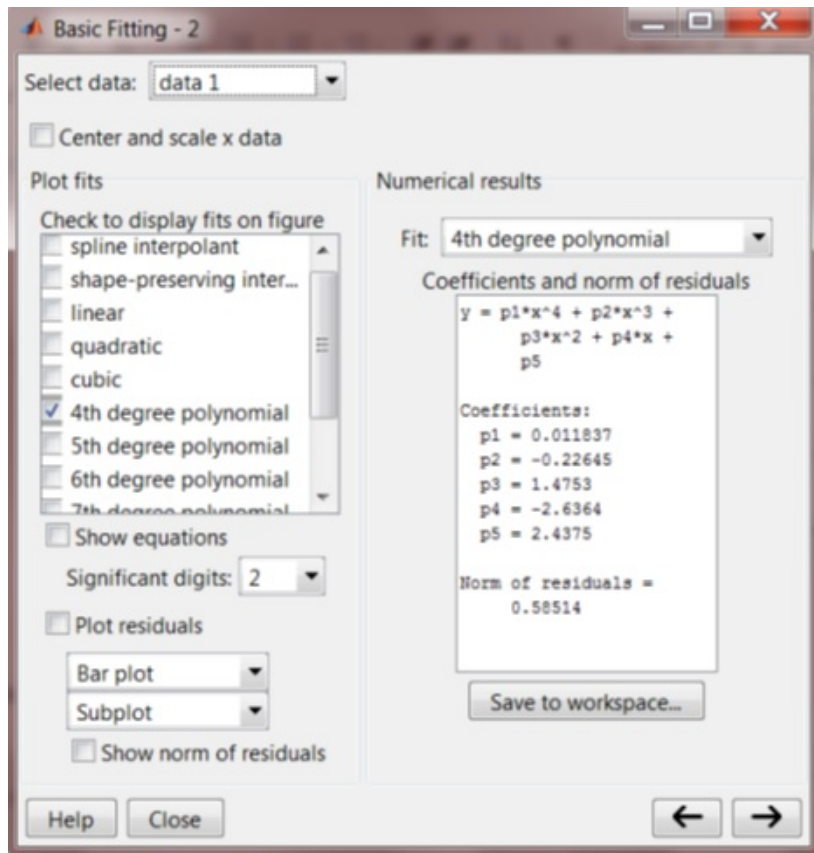 Basic Fitting - 2
Select data: data 1
Center and scale x data
Plot fits
Check to display fits on figure
spline interpolant
shape-preserving inter...
linear
quadratic
cubic
4th degree polynomial
5th degree polynomial
6th degree polynomial
7th degree polynomial
Show equations
Significant digits: 2
Plot residuals
Bar plot
Subplot
Show norm of residuals
Numerical results
Fit: 4th degree polynomial
Coefficients and norm of residuals
y = p1*x^4 + p2*x^3 +
p3*x^2 + p4*x +
p5
Coefficients:
p1 = 0.011837
p2 = -0.22645
p3 = 1.4753
p4 = -2.6364
p5 = 2.4375
Norm of residuals =
0.58514
Save to workspace...
Help Close